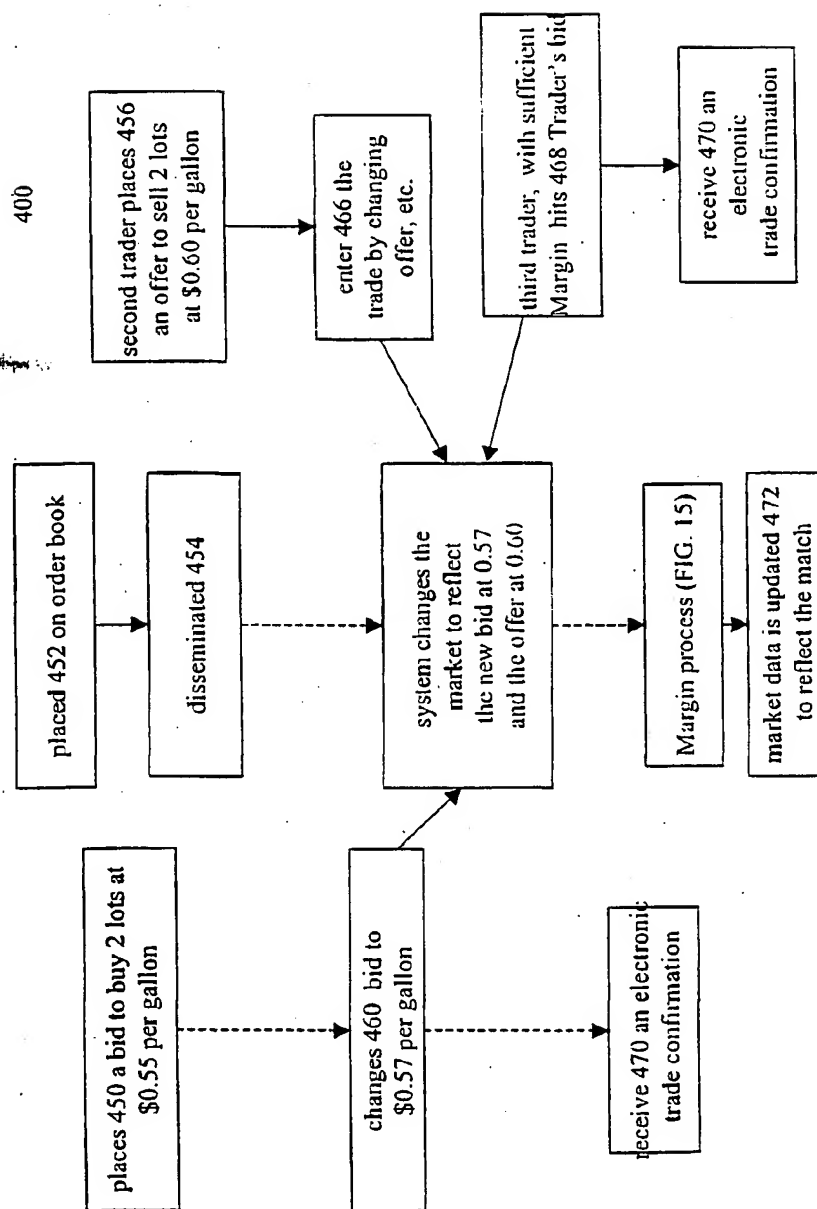 400
places 450 a bid to buy 2 lots at
$0.55 per gallon
changes 460 bid to
$0.57 per gallon
receive 470 an electronic
trade confirmation
placed 452 on order book
disseminated 454
system changes the
market to reflect
the new bid at 0.57
and the offer at 0.60
Margin process (FIG. 15)
market data is updated 472
to reflect the match
second trader places 456
an offer to sell 2 lots
at $0.60 per gallon
enter 466 the
trade by changing
offer, etc.
third trader, with sufficient
Margin hits 468 Trader's bid
receive 470 an
electronic
trade confirmation